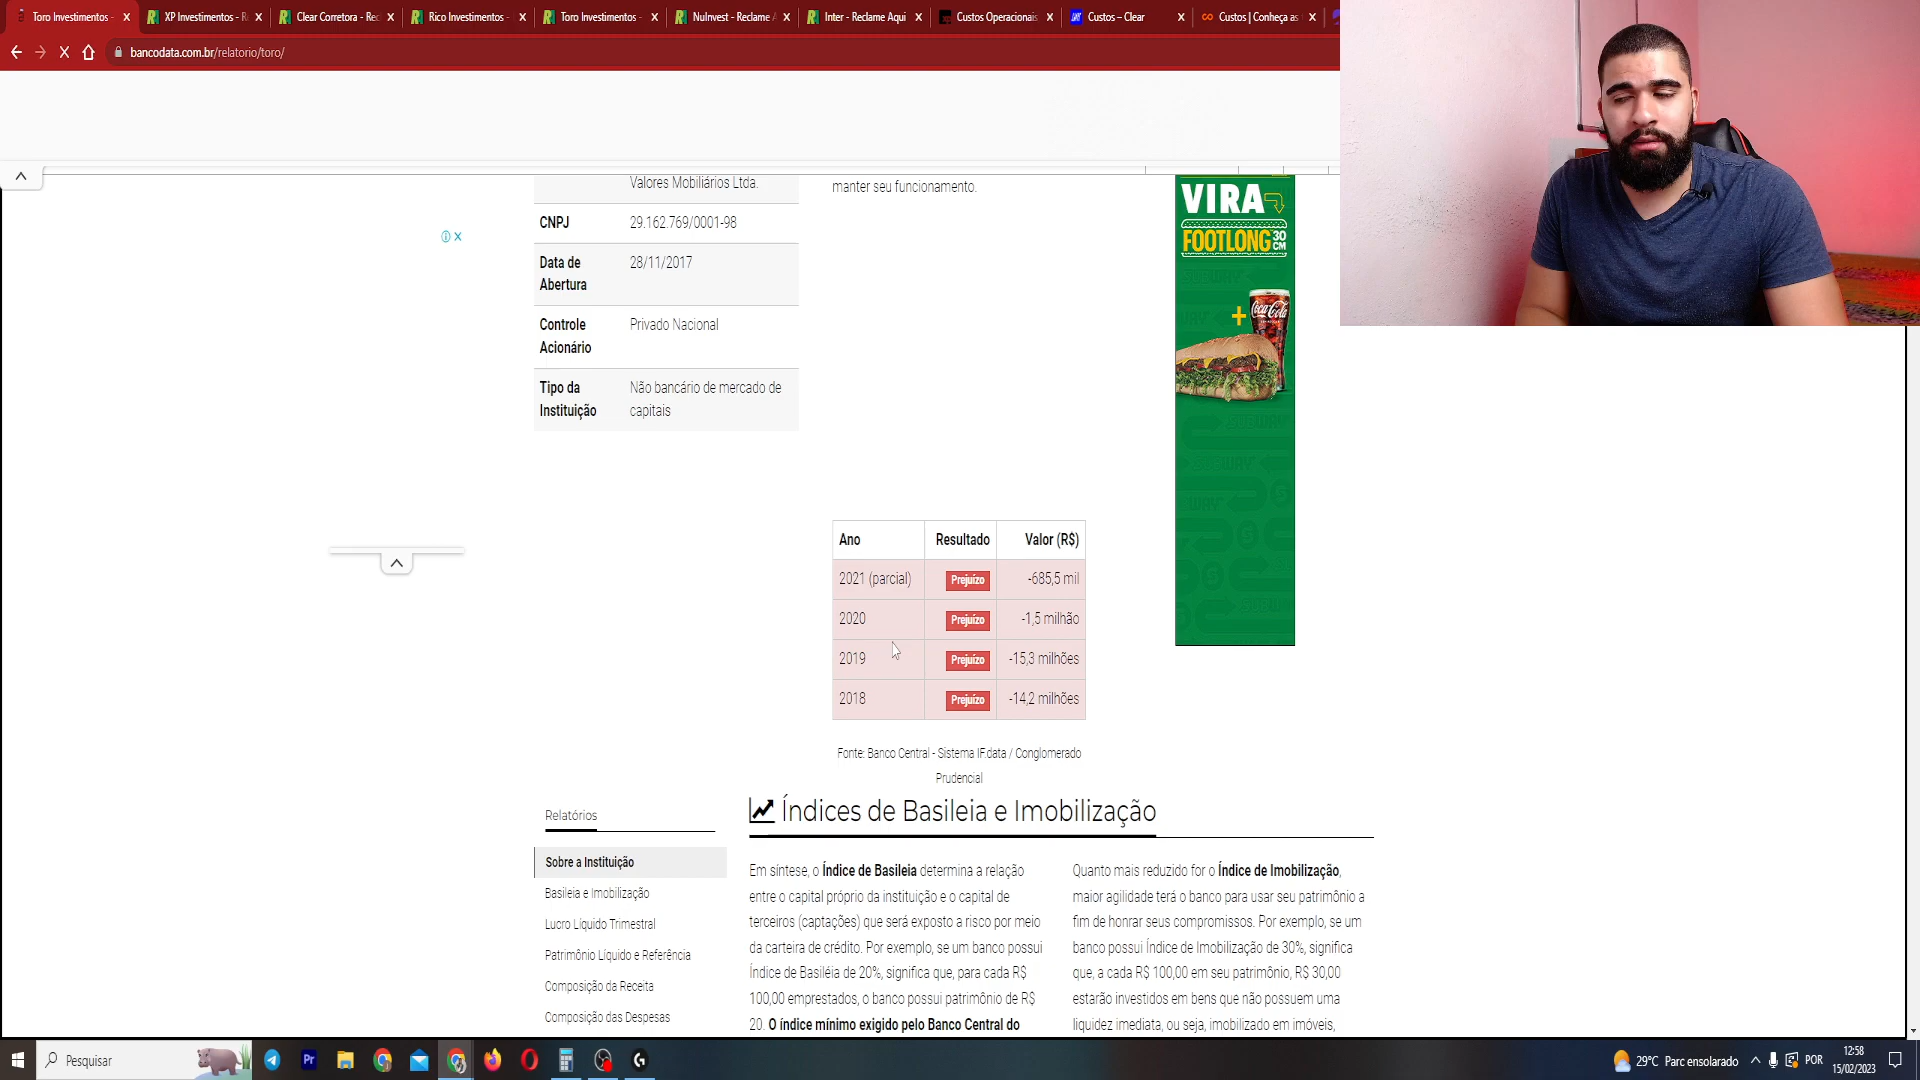 Toro Investimentos -
XP Investimentos - R
Clear Corretora - Rec
Rico Investimentos -
Toro Investimentos -
NuInvest - Reclame A
Inter - Reclame Aqui
Custos Operacionais
Custos – Clear
Custos | Conheça as
bancodata.com.br/relatorio/toro/
Valores Mobiliários Ltda.
CNPJ 29.162.769/0001-98
Data de Abertura 28/11/2017
Controle Acionário Privado Nacional
Tipo da Instituição Não bancário de mercado de capitais
manter seu funcionamento.
VIRA
FOOTLONG 30 CM
+
Coca-Cola
SUBWAY
Ano Resultado Valor (R$)
2021 (parcial) Prejuízo -685,5 mil
2020 Prejuízo -1,5 milhão
2019 Prejuízo -15,3 milhões
2018 Prejuízo -14,2 milhões
Fonte: Banco Central - Sistema IF.data / Conglomerado
Prudencial
Relatórios
Sobre a Instituição
Basileia e Imobilização
Lucro Líquido Trimestral
Patrimônio Líquido e Referência
Composição da Receita
Composição das Despesas
Índices de Basileia e Imobilização
Em síntese, o Índice de Basileia determina a relação
entre o capital próprio da instituição e o capital de
terceiros (captações) que será exposto a risco por meio
da carteira de crédito. Por exemplo, se um banco possui
Índice de Basiléia de 20%, significa que, para cada R$
100,00 emprestados, o banco possui patrimônio de R$
20. O índice mínimo exigido pelo Banco Central do
Quanto mais reduzido for o Índice de Imobilização,
maior agilidade terá o banco para usar seu patrimônio a
fim de honrar seus compromissos. Por exemplo, se um
banco possui Índice de Imobilização de 30%, significa
que, a cada R$ 100,00 em seu patrimônio, R$ 30,00
estarão investidos em bens que não possuem uma
liquidez imediata, ou seja, imobilizado em imóveis,
Pesquisar
Pr
29°C Parc ensolarado
POR
12:58
15/02/2023